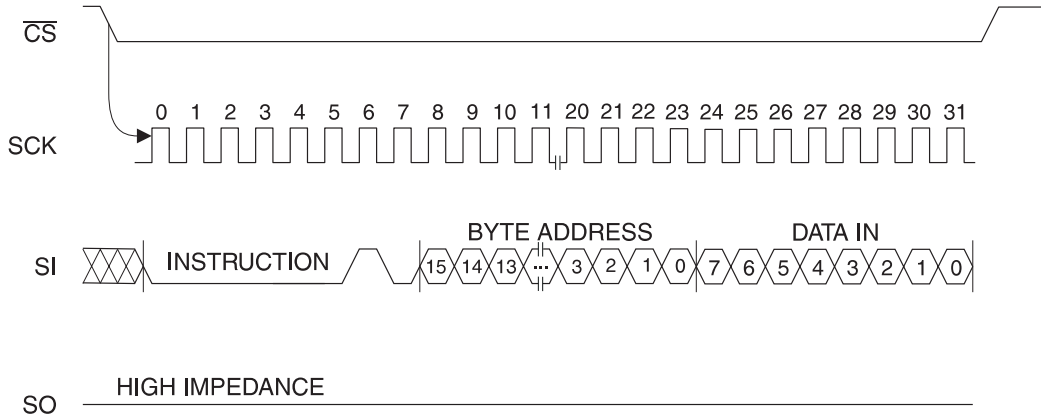 CS
0 1 2 3 4 5 6 7 8 9 10 11 20 21 22 23 24 25 26 27 28 29 30 31
SCK
BYTE ADDRESS DATA IN
SI INSTRUCTION 15 14 13 ... 3 2 1 0 7 6 5 4 3 2 1 0
HIGH IMPEDANCE
SO